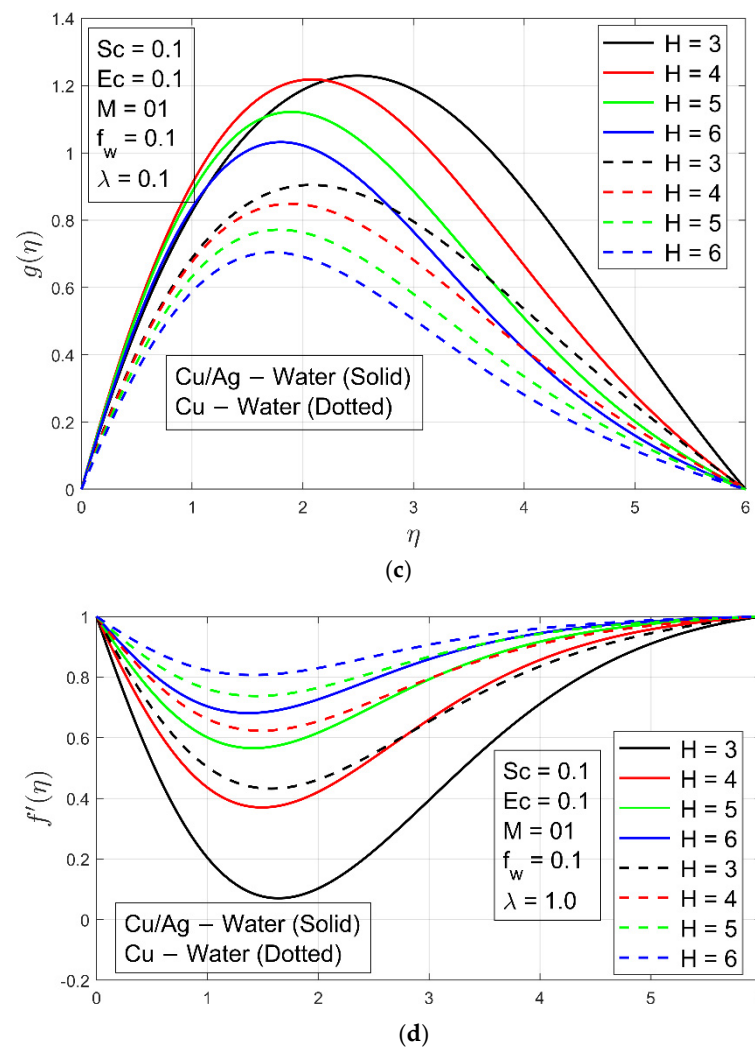 1.4
1.2
1
0.8
0.6
0.4
0.2
0
g(η)
Sc = 0.1
Ec = 0.1
M = 01
f_w = 0.1
λ = 0.1
H = 3
H = 4
H = 5
H = 6
H = 3
H = 4
H = 5
H = 6
Cu/Ag − Water (Solid)
Cu − Water (Dotted)
0 1 2 3 4 5 6
η
(c)
1
0.8
0.6
0.4
0.2
0
-0.2
f′(η)
Sc = 0.1
Ec = 0.1
M = 01
f_w = 0.1
λ = 1.0
H = 3
H = 4
H = 5
H = 6
H = 3
H = 4
H = 5
H = 6
Cu/Ag − Water (Solid)
Cu − Water (Dotted)
0 1 2 3 4 5
(d)